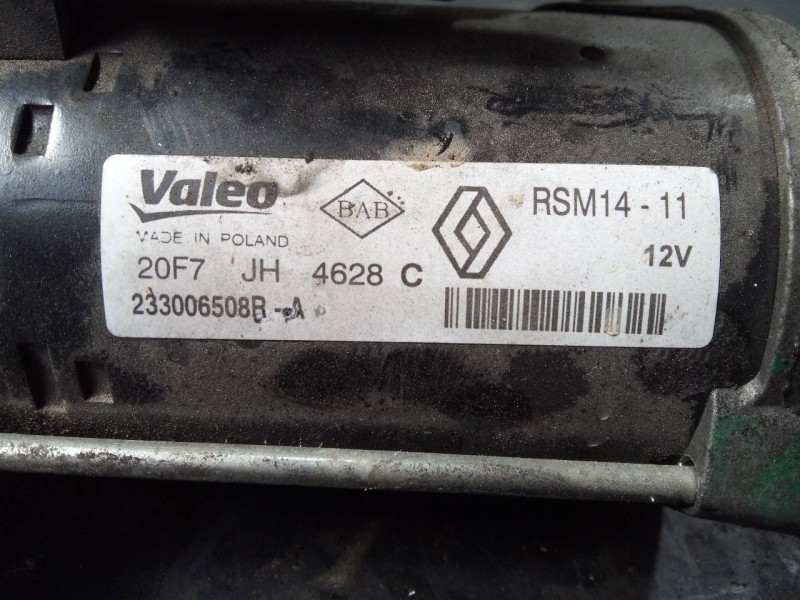 Valeo
BAB
RSM14 - 11
MADE IN POLAND
12V
20F7 JH 4628 C
233006508R - A